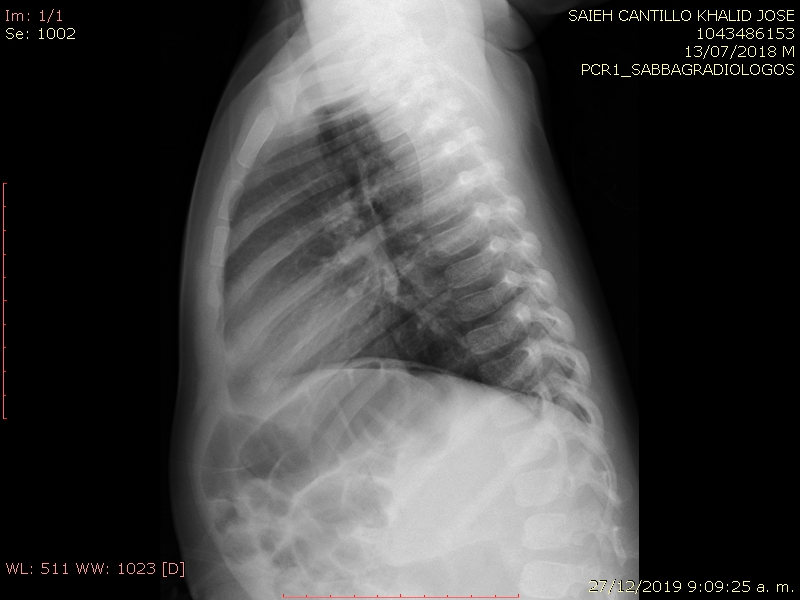 Im: 1/1
Se: 1002
SAIEH CANTILLO KHALID JOSE
1043486153
13/07/2018 M
PCR1_SABBAGRADIOLOGOS
WL: 511 WW: 1023 [D]
27/12/2019 9:09:25 a. m.